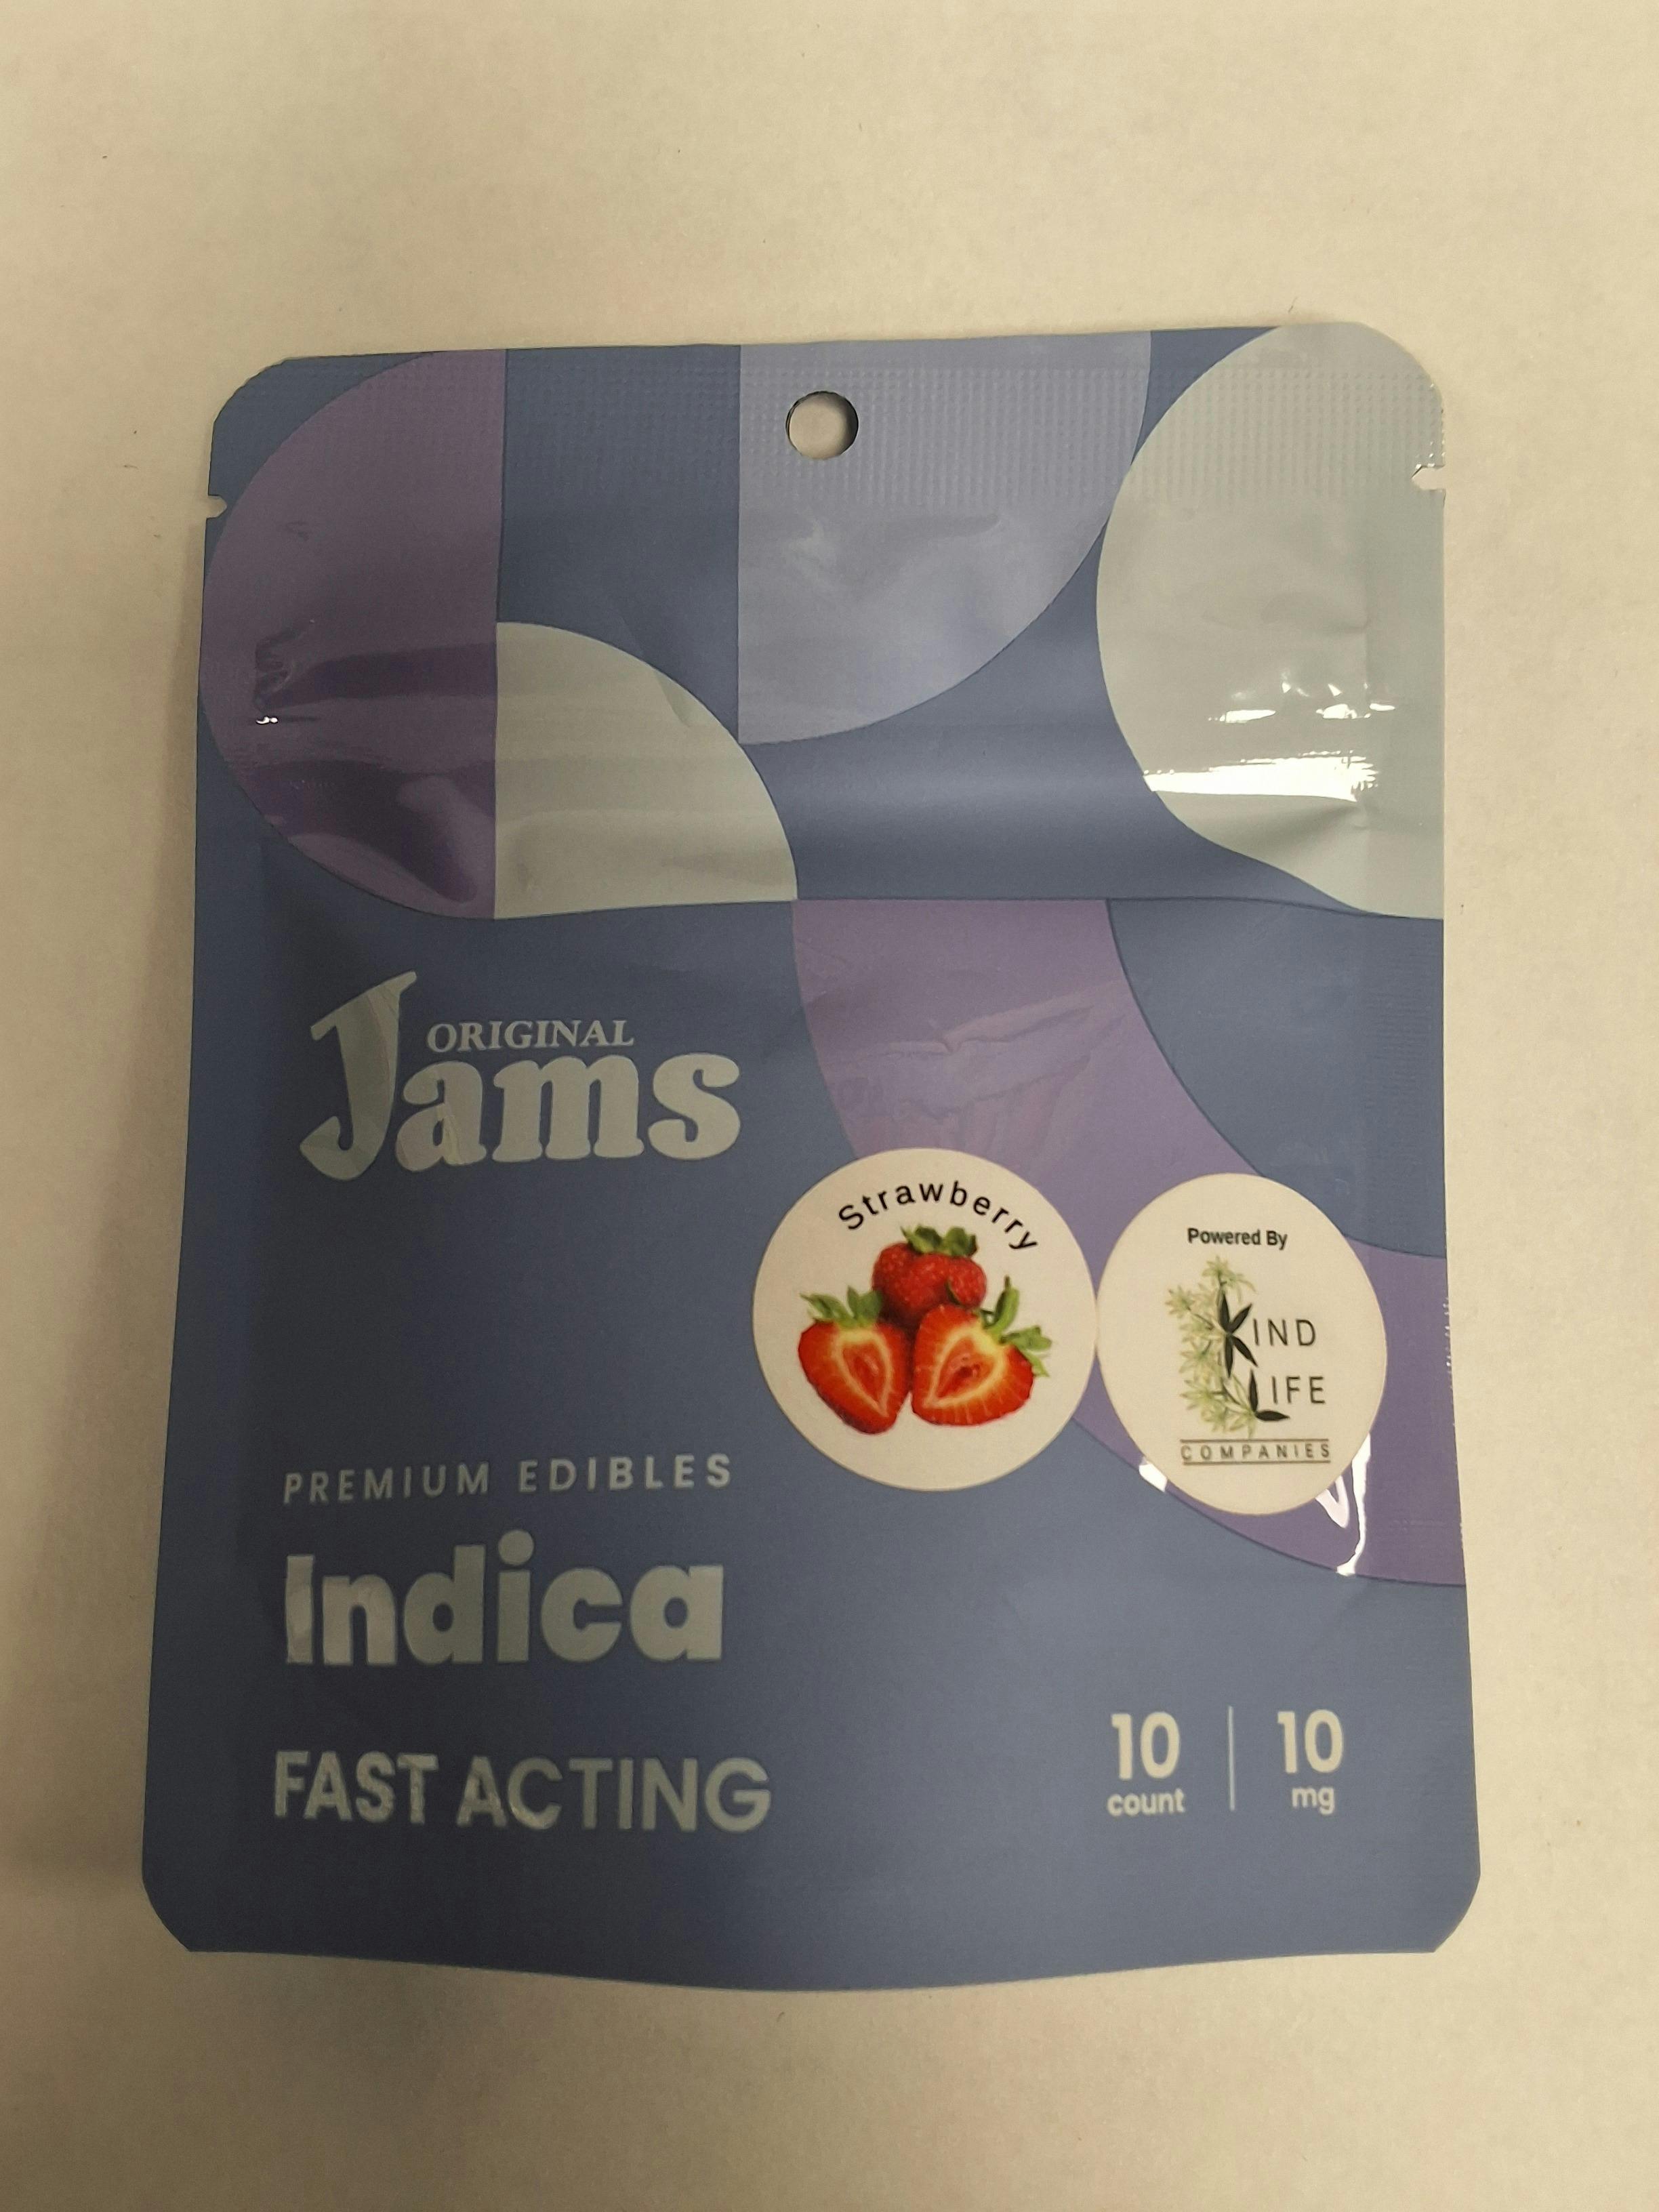 ORIGINAL
Jams
Strawberry
Powered By
KIND
LIFE
COMPANIES
PREMIUM EDIBLES
Indica
FAST ACTING
10 | 10
count mg